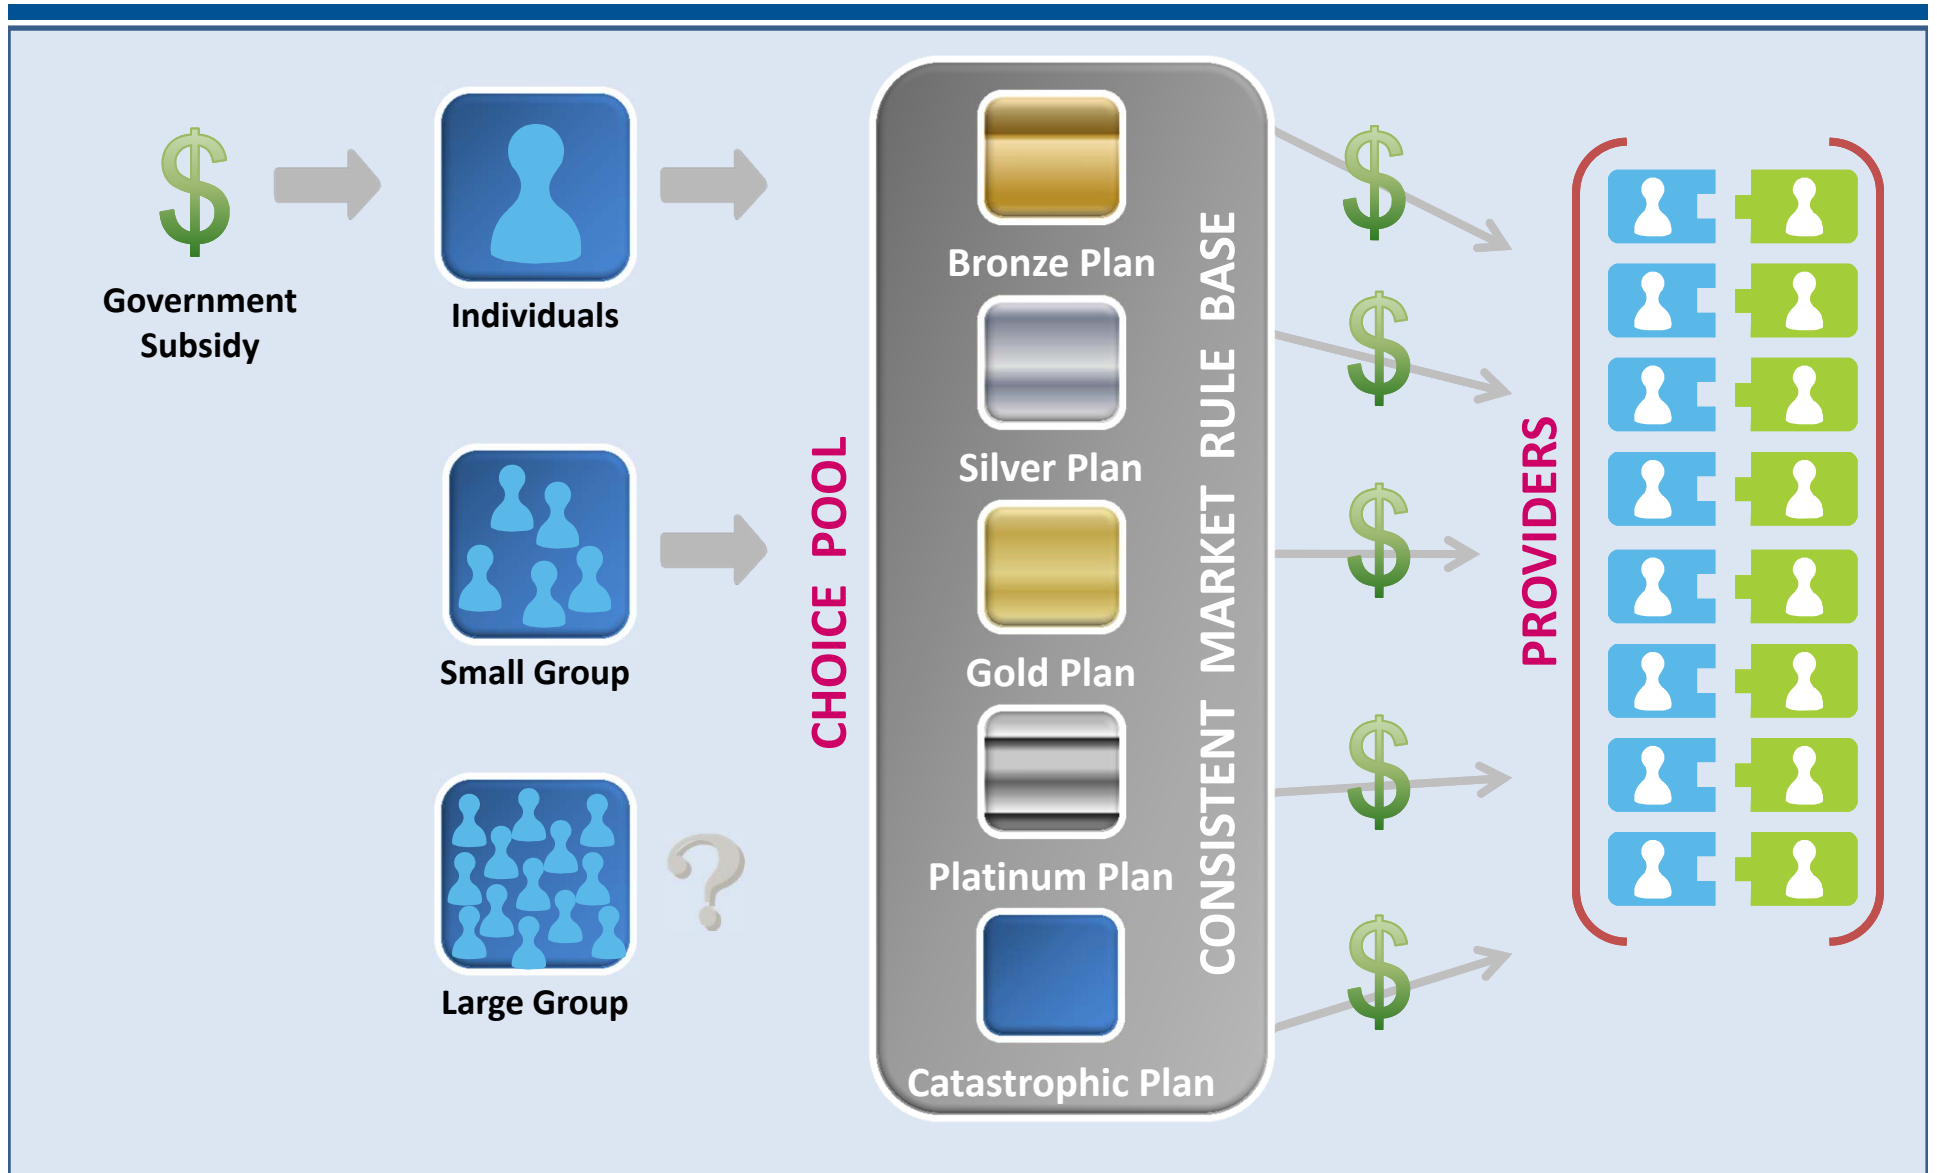 Government
Subsidy
Individuals
Small Group
Large Group
?
CHOICE POOL
Bronze Plan
Silver Plan
Gold Plan
Platinum Plan
Catastrophic Plan
CONSISTENT MARKET RULE BASE
$
$
$
$
$
$
PROVIDERS